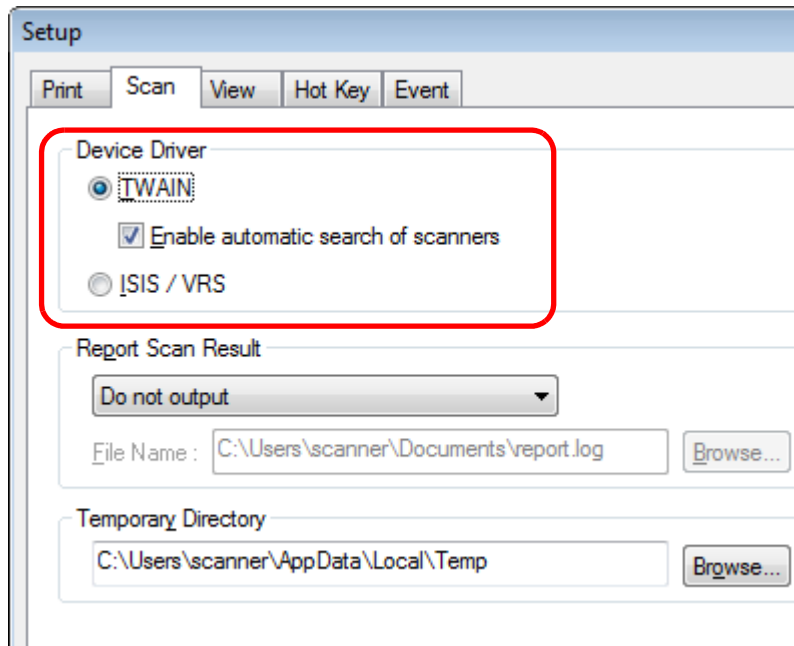 Setup
Print Scan View Hot Key Event
Device Driver
TWAIN
Enable automatic search of scanners
ISIS / VRS
Report Scan Result
Do not output
File Name : C:\Users\scanner\Documents\report.log Browse...
Temporary Directory
C:\Users\scanner\AppData\Local\Temp Browse...